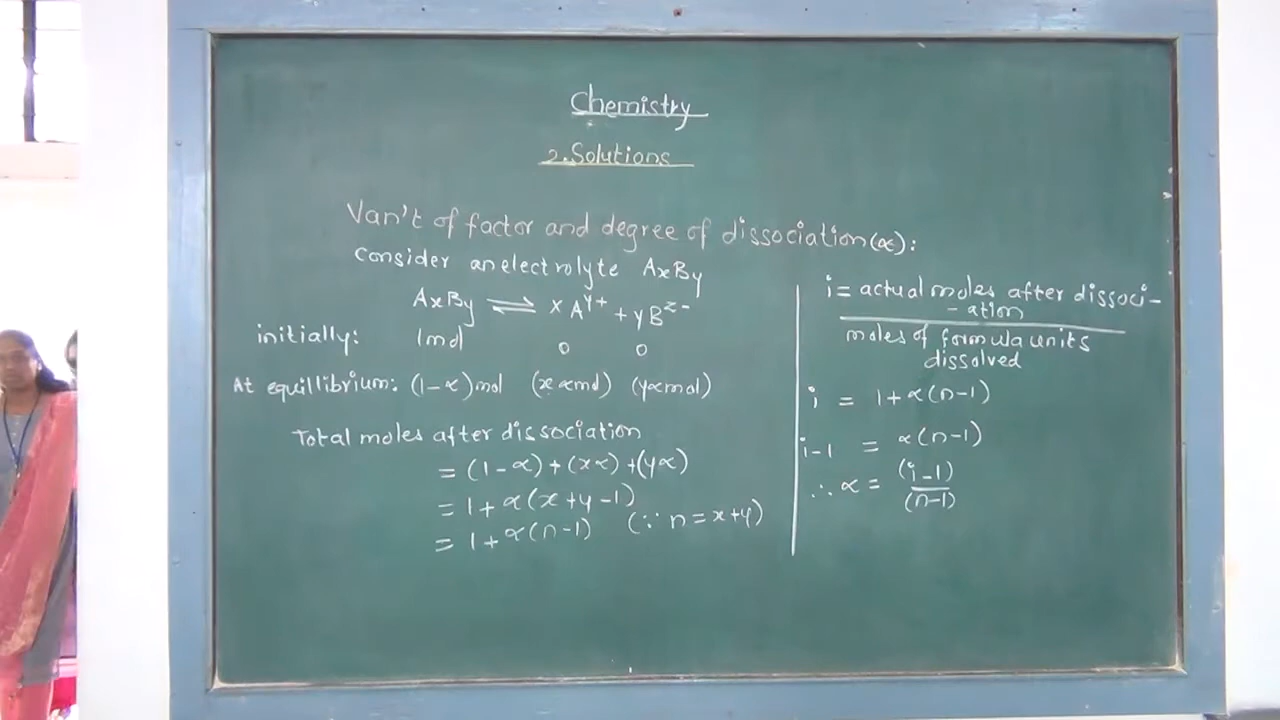 Chemistry
2. Solutions
Van't of factor and degree of dissociation (∝):
Consider an electrolyte AxBy
AxBy ⇌ x A^y+ + yB^z-
initially: 1mol 0 0
At equillibrium: (1-∝) mol (x∝mol) (y∝mol)
Total moles after dissociation
= (1-∝) + (x∝) + (y∝)
= 1+∝(x+y-1)
= 1+∝(n-1) (∵ n = x+y)
i = actual moles after dissoci-
-ation
moles of formula units
dissolved
i = 1+∝(n-1)
i-1 = ∝(n-1)
∴ ∝ = (i-1)
(n-1)